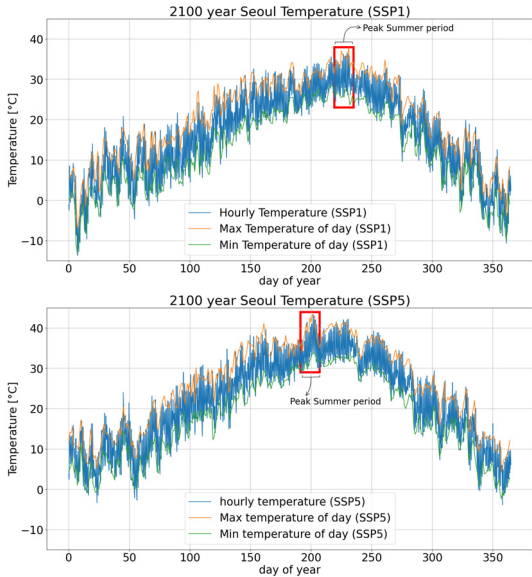 2100 year Seoul Temperature (SSP1)
Peak Summer period
40
30
20
10
0
−10
Temperature [°C]
Hourly Temperature (SSP1)
Max Temperature of day (SSP1)
Min Temperature of day (SSP1)
0 50 100 150 200 250 300 350
day of year
2100 year Seoul Temperature (SSP5)
40
30
20
10
0
−10
Temperature [°C]
Peak Summer period
hourly temperature (SSP5)
Max temperature of day (SSP5)
Min temperature of day (SSP5)
0 50 100 150 200 250 300 350
day of year